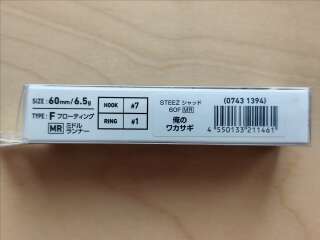 SIZE: 60mm/6.5g
TYPE: F フローティング
MR ミドル
ランナー
HOOK #7
RING #1
STEEZ シャッド
60F MR
俺の
ワカサギ
(0743 1394)
4 550133 211461